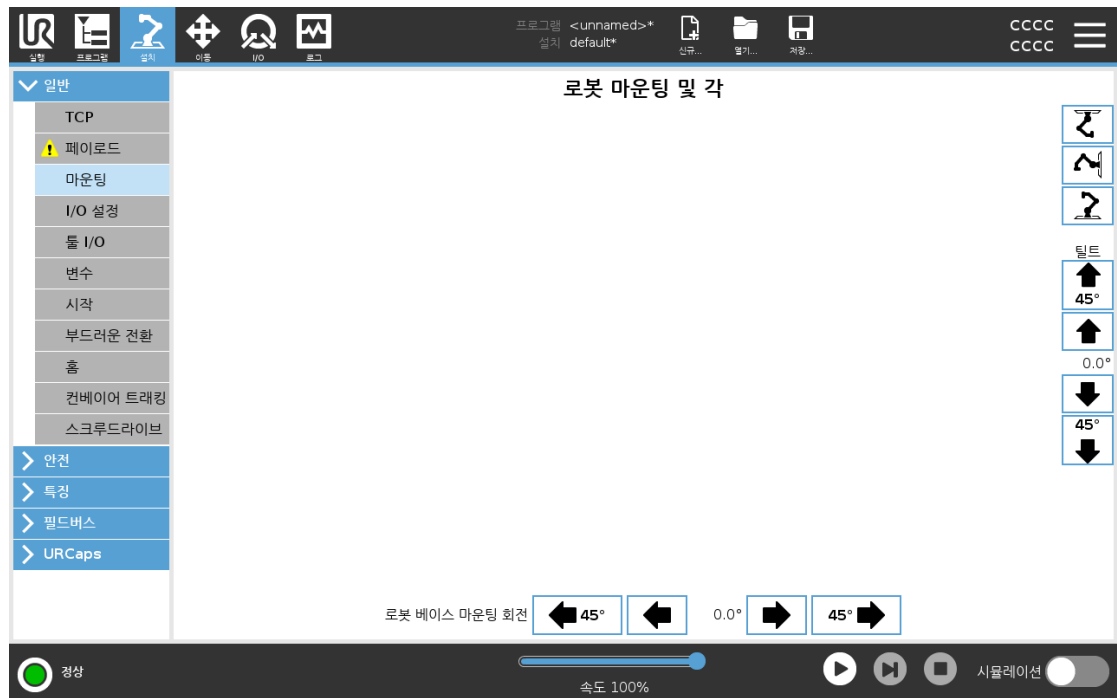 실행
프로그램
설치
이동
I/O
로그
프로그램 <unnamed>*
설치 default*
신규...
열기...
저장...
CCCC
CCCC
일반
TCP
페이로드
마운팅
I/O 설정
툴 I/O
변수
시작
부드러운 전환
홈
컨베이어 트래킹
스크루드라이브
안전
특징
필드버스
URCaps
로봇 마운팅 및 각
틸트
45°
0.0°
45°
로봇 베이스 마운팅 회전 45° 0.0° 45°
정상
속도 100%
시뮬레이션